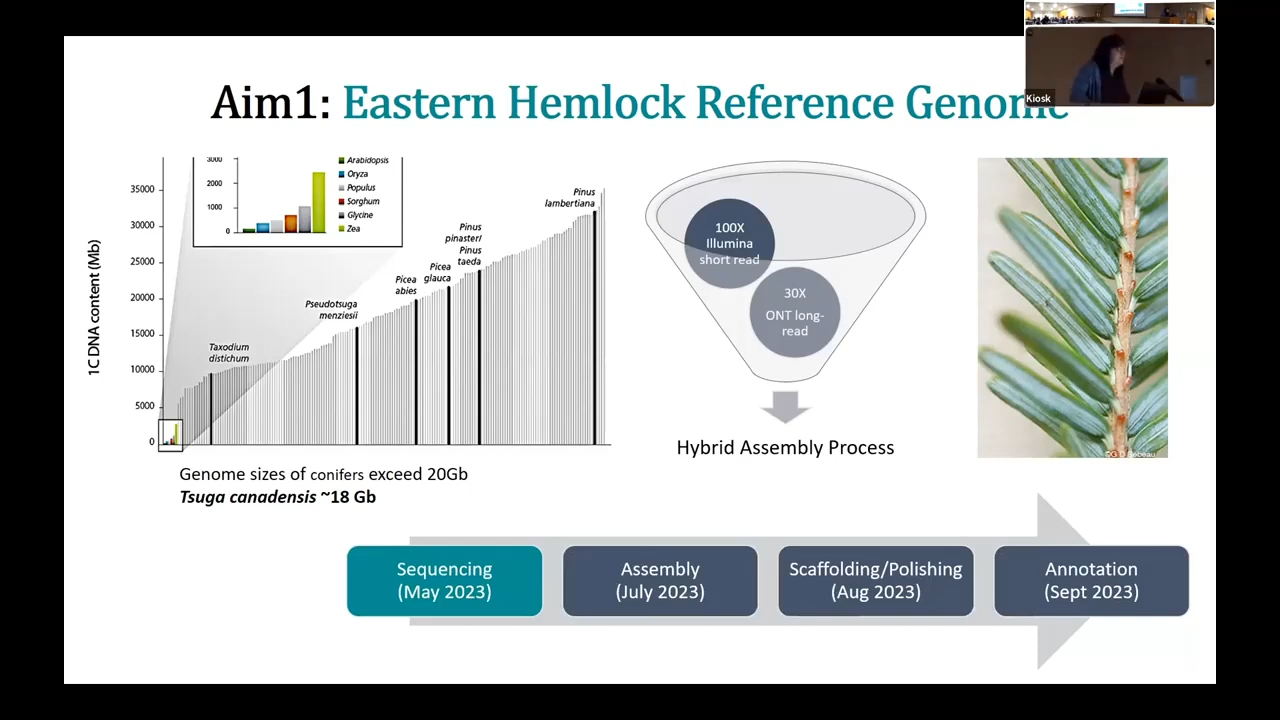 Aim1: Eastern Hemlock Reference Genome
Kiosk
3000
2000
1000
0
Arabidopsis
Oryza
Populus
Sorghum
Glycine
Zea
1C DNA content (Mb)
35000
30000
25000
20000
15000
10000
5000
0
Taxodium
distichum
Pseudotsuga
menziesii
Picea
abies
Picea
glauca
Pinus
pinaster/
Pinus
taeda
Pinus
lambertiana
Genome sizes of conifers exceed 20Gb
Tsuga canadensis ~18 Gb
100X
Illumina
short read
30X
ONT long-
read
Hybrid Assembly Process
Sequencing
(May 2023)
Assembly
(July 2023)
Scaffolding/Polishing
(Aug 2023)
Annotation
(Sept 2023)